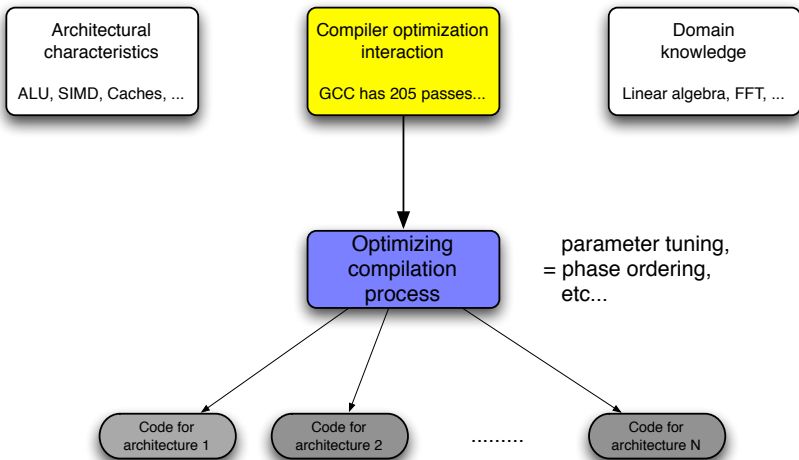 Architectural
characteristics
ALU, SIMD, Caches, ...
Compiler optimization
interaction
GCC has 205 passes...
Domain
knowledge
Linear algebra, FFT, ...
Optimizing
compilation
process
parameter tuning,
= phase ordering,
etc...
Code for
architecture 1
Code for
architecture 2
.........
Code for
architecture N